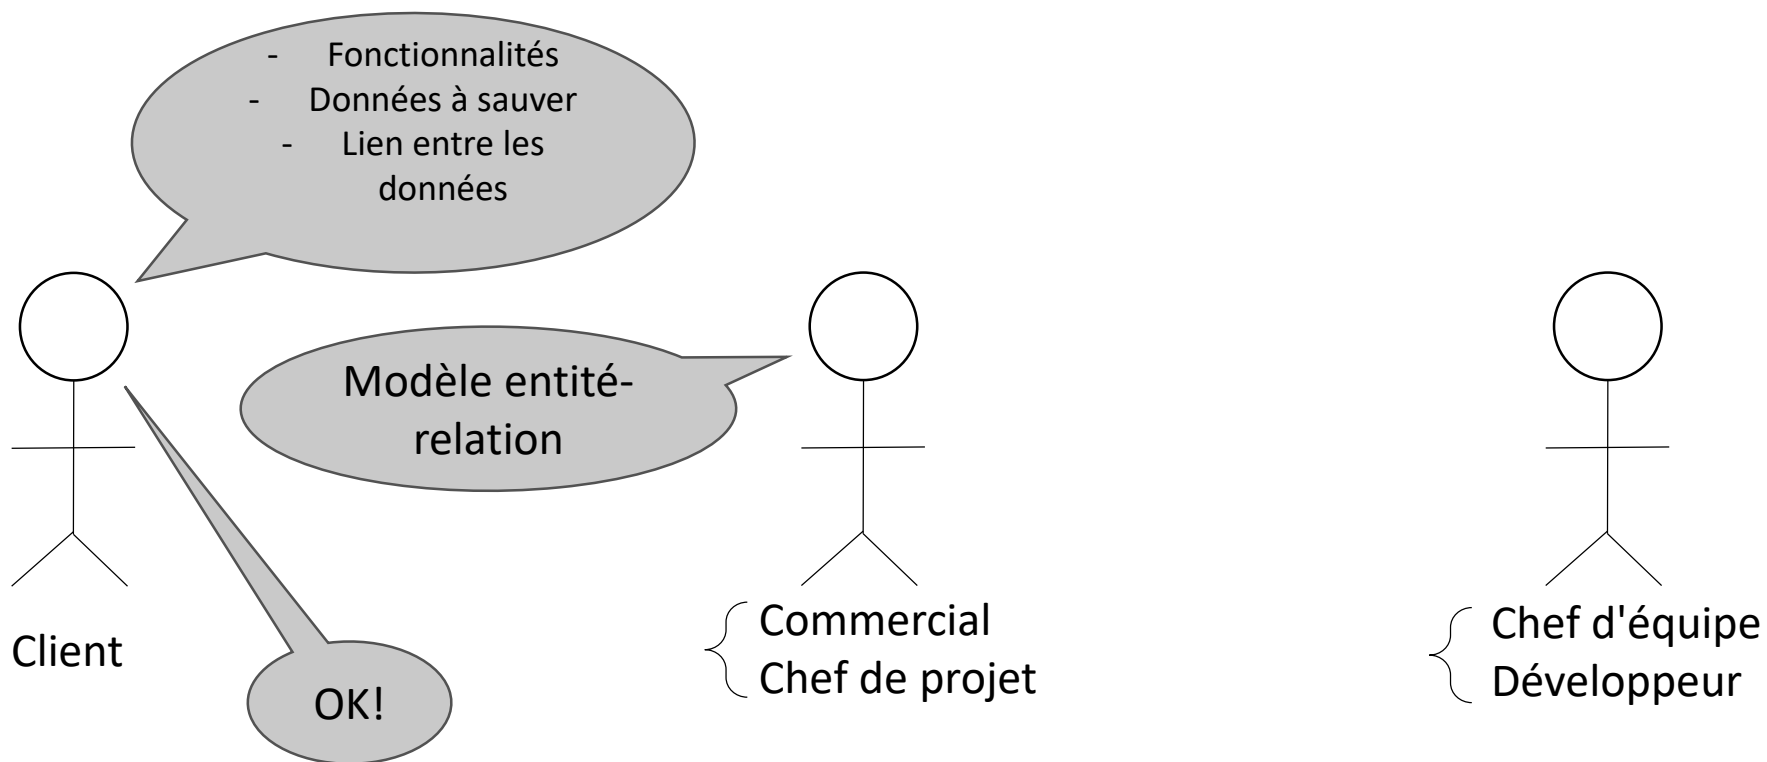 - Fonctionnalités
- Données à sauver
- Lien entre les
données
Modèle entité-
relation
OK!
Client
Commercial
Chef de projet
Chef d'équipe
Développeur